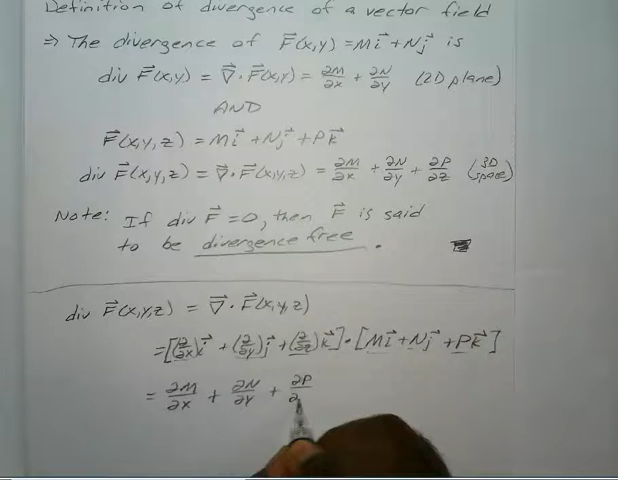 Definition of divergence of a vector field
⇒ The divergence of F⃗(x,y) = Mi⃗ + Nj⃗ is
div F⃗(x,y) = ∇⃗ · F⃗(x,y) = ∂M/∂x + ∂N/∂y (2D plane)
AND
F⃗(x,y,z) = Mi⃗ + Nj⃗ + Pk⃗
div F⃗(x,y,z) = ∇⃗ · F⃗(x,y,z) = ∂M/∂x + ∂N/∂y + ∂P/∂z (3D space)
Note: If div F⃗ = 0, then F⃗ is said
to be divergence free.
div F⃗(x,y,z) = ∇⃗ · F⃗(x,y,z)
= [(∂/∂x)i⃗ + (∂/∂y)j⃗ + (∂/∂z)k⃗] · [Mi⃗ + Nj⃗ + Pk⃗]
= ∂M/∂x + ∂N/∂y + ∂P/∂